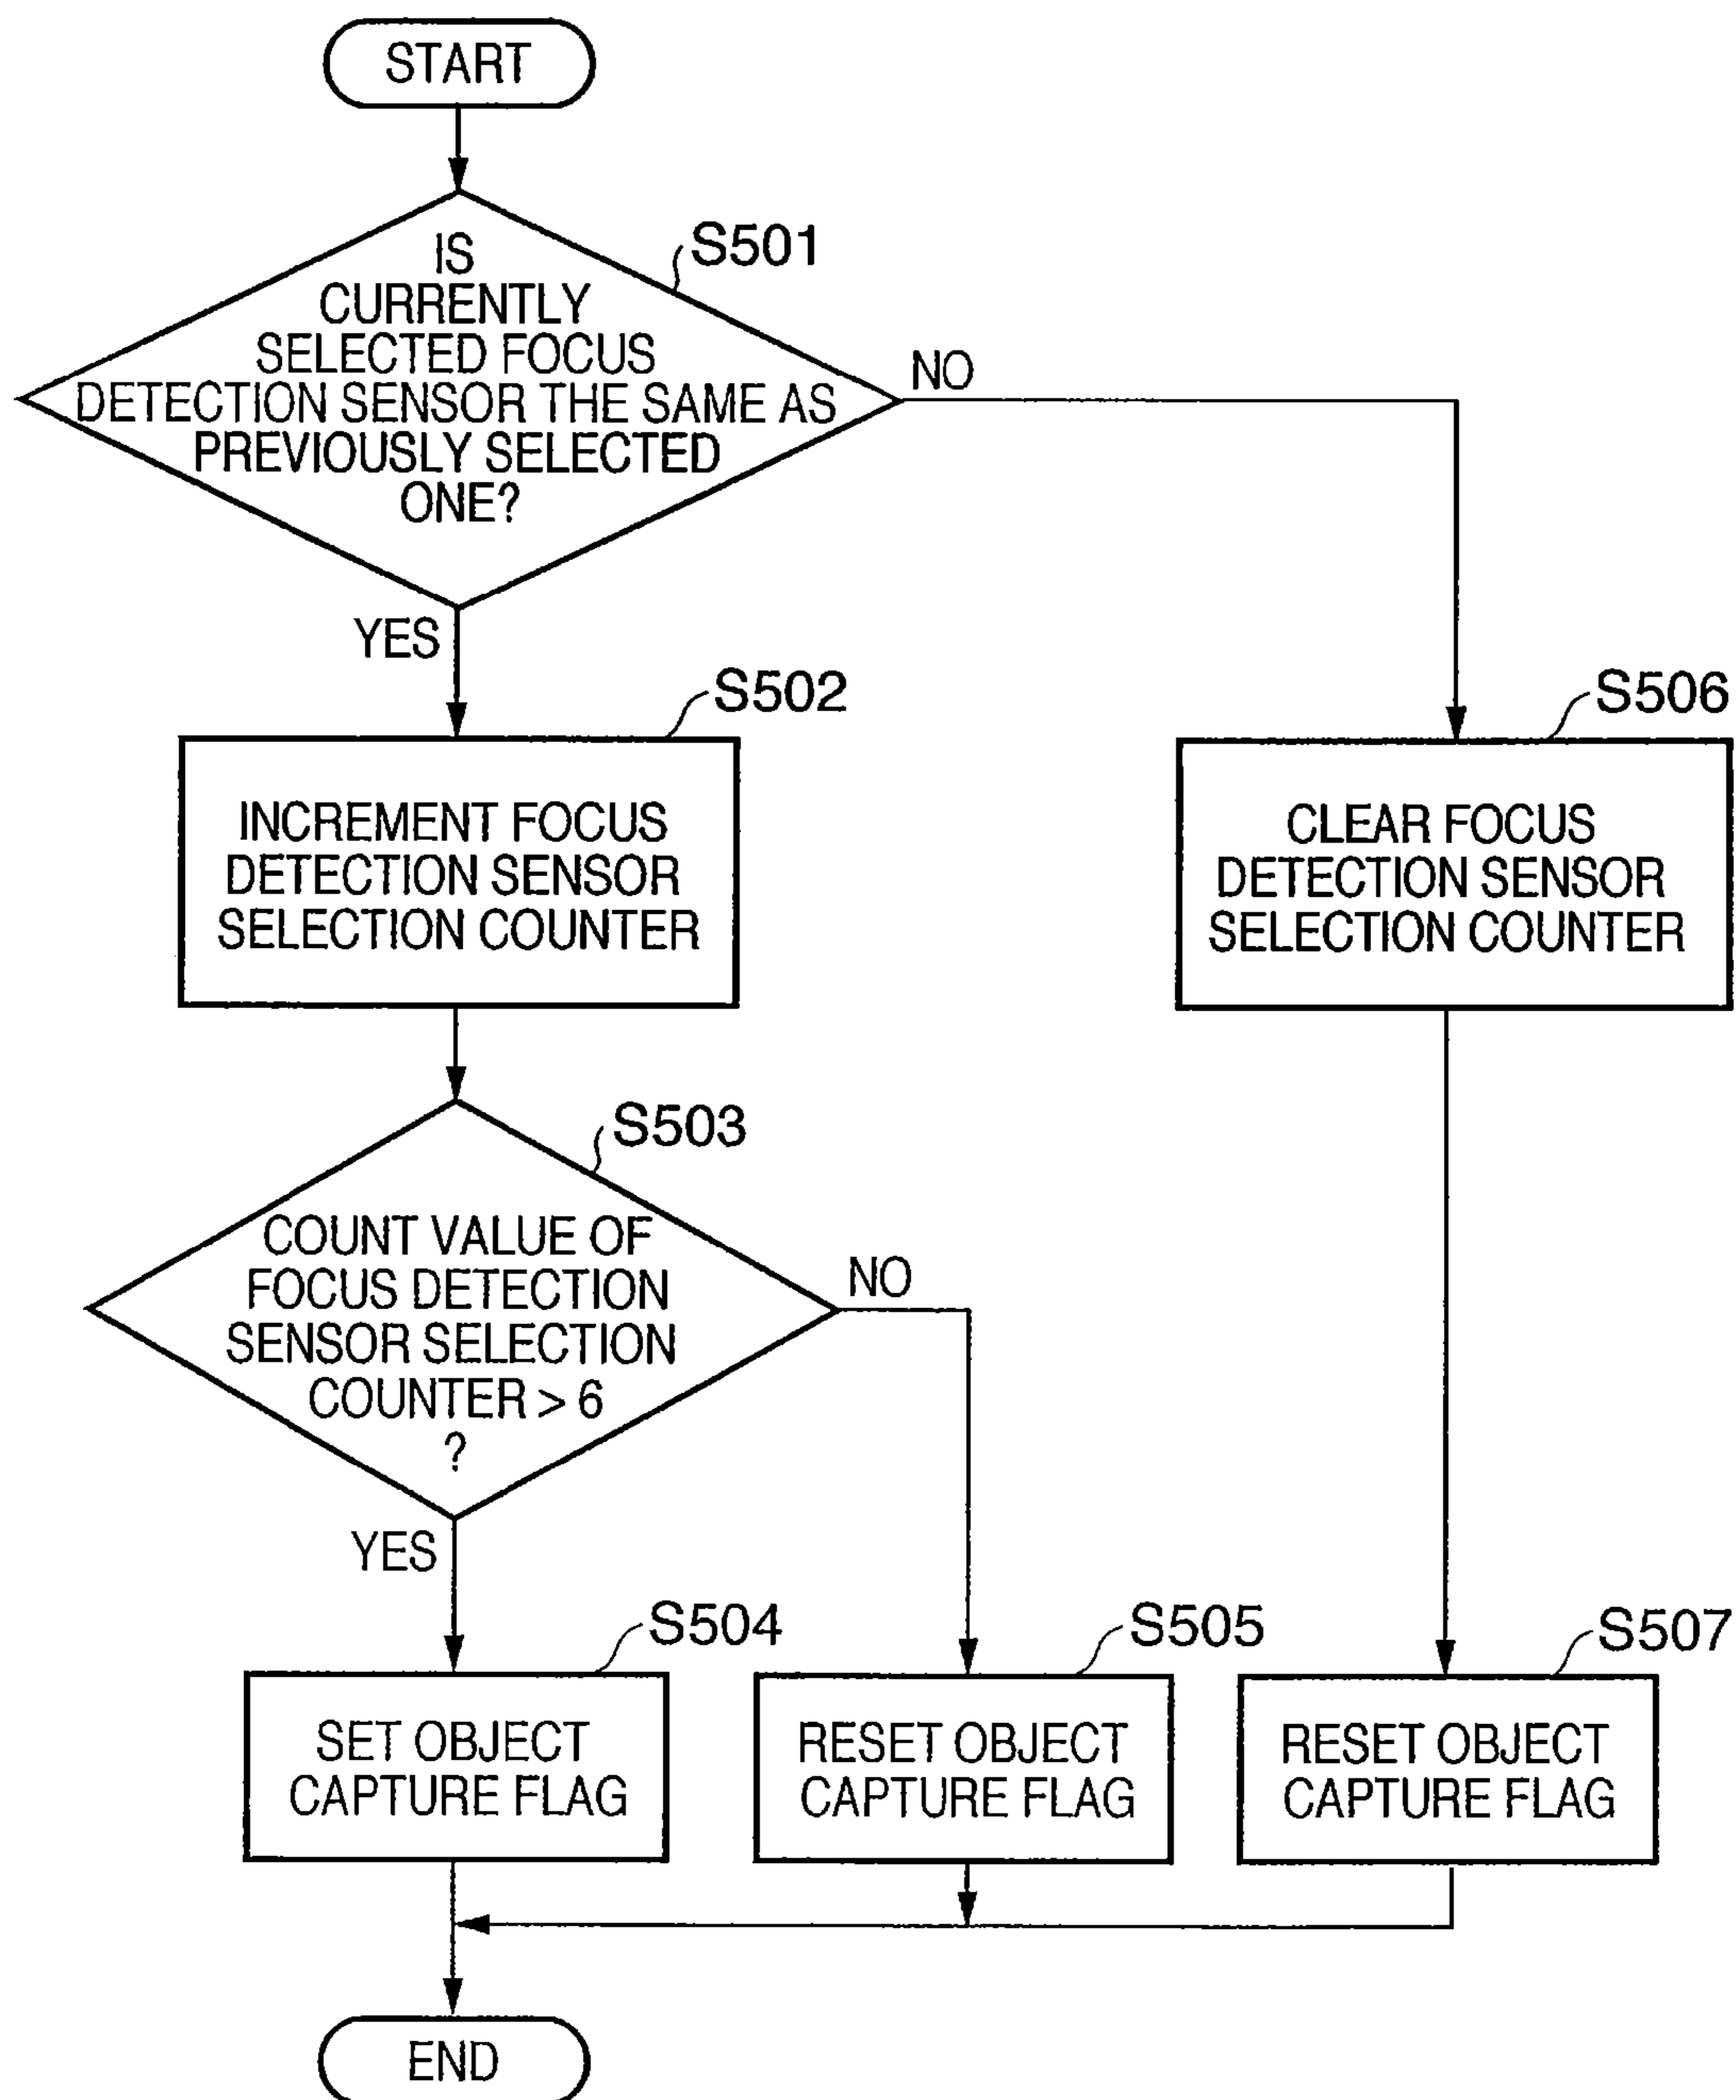 START
S501
IS
CURRENTLY
SELECTED FOCUS
DETECTION SENSOR THE SAME AS
PREVIOUSLY SELECTED
ONE?
NO
YES
S502
INCREMENT FOCUS
DETECTION SENSOR
SELECTION COUNTER
S506
CLEAR FOCUS
DETECTION SENSOR
SELECTION COUNTER
S503
COUNT VALUE OF
FOCUS DETECTION
SENSOR SELECTION
COUNTER > 6
?
NO
YES
S504
SET OBJECT
CAPTURE FLAG
S505
RESET OBJECT
CAPTURE FLAG
S507
RESET OBJECT
CAPTURE FLAG
END